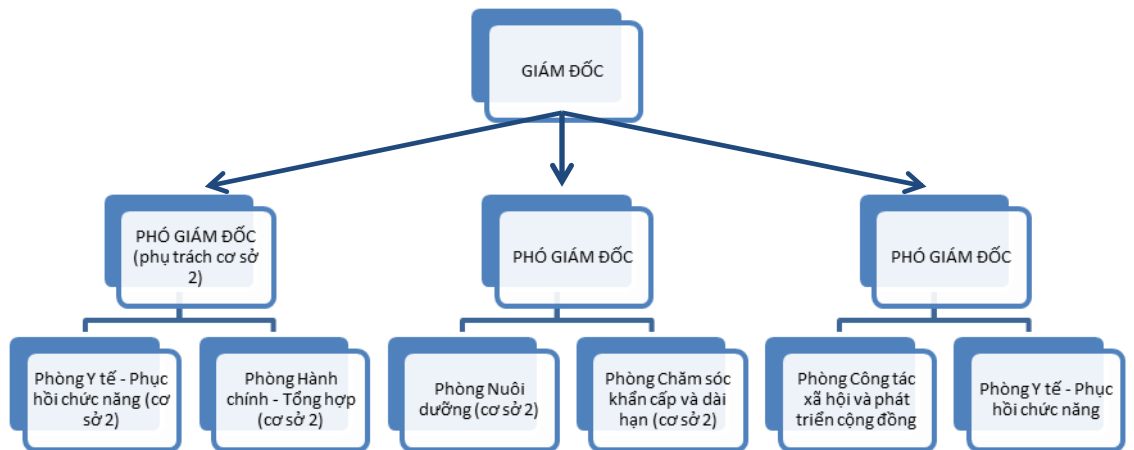 GIÁM ĐỐC
PHÓ GIÁM ĐỐC
(phụ trách cơ sở
2)
PHÓ GIÁM ĐỐC
PHÓ GIÁM ĐỐC
Phòng Y tế - Phục
hồi chức năng (cơ
sở 2)
Phòng Hành
chính - Tổng hợp
(cơ sở 2)
Phòng Nuôi
dưỡng (cơ sở 2)
Phòng Chăm sóc
khẩn cấp và dài
hạn (cơ sở 2)
Phòng Công tác
xã hội và phát
triển cộng đồng
Phòng Y tế - Phục
hồi chức năng